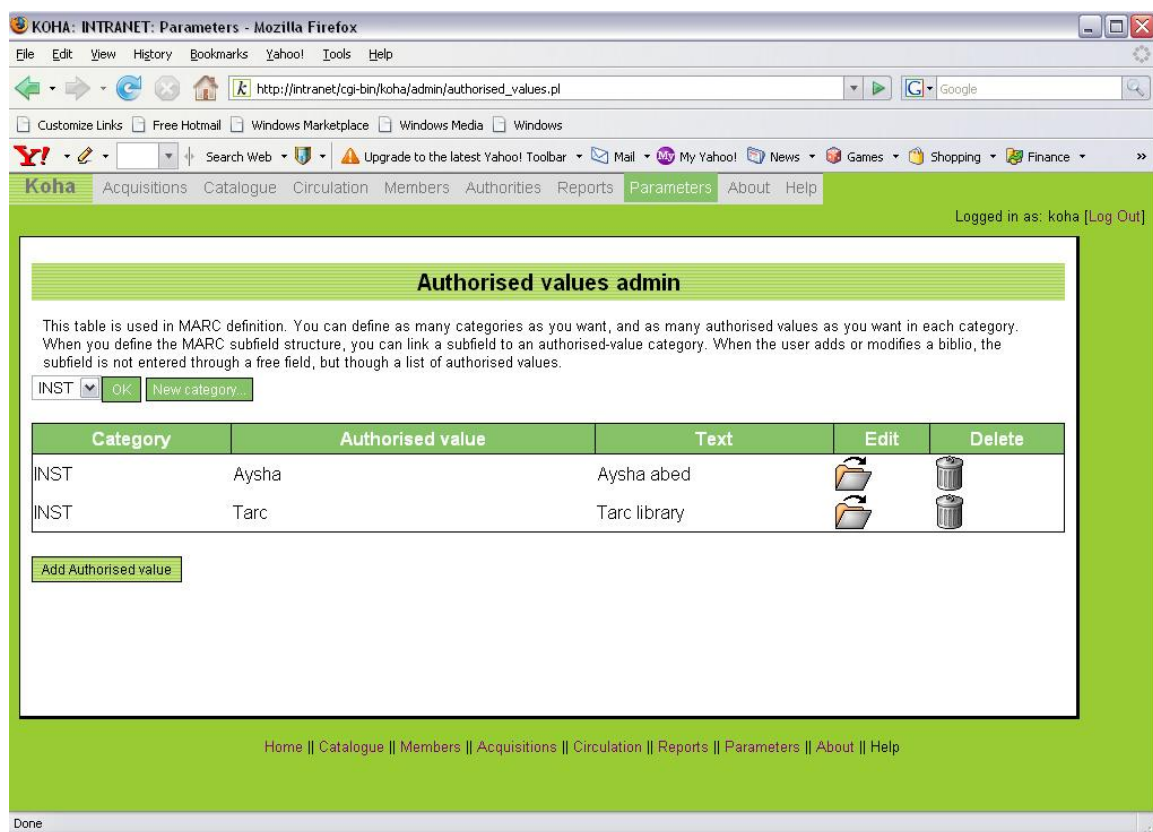 KOHA: INTRANET: Parameters - Mozilla Firefox
File Edit View History Bookmarks Yahoo! Tools Help
http://intranet/cgi-bin/koha/admin/authorised_values.pl
Google
Customize Links Free Hotmail Windows Marketplace Windows Media Windows
Y! Search Web Upgrade to the latest Yahoo! Toolbar Mail My My Yahoo! News Games Shopping Finance »
Koha Acquisitions Catalogue Circulation Members Authorities Reports Parameters About Help
Logged in as: koha [Log Out]
Authorised values admin
This table is used in MARC definition. You can define as many categories as you want, and as many authorised values as you want in each category.
When you define the MARC subfield structure, you can link a subfield to an authorised-value category. When the user adds or modifies a biblio, the
subfield is not entered through a free field, but though a list of authorised values.
INST OK New category...
Category Authorised value Text Edit Delete
INST Aysha Aysha abed
INST Tarc Tarc library
Add Authorised value
Home || Catalogue || Members || Acquisitions || Circulation || Reports || Parameters || About || Help
Done